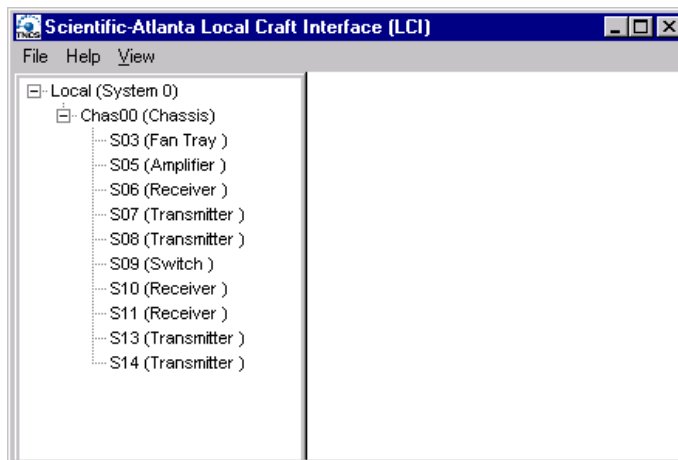 Scientific-Atlanta Local Craft Interface (LCI)
File Help View
Local (System 0)
Chas00 (Chassis)
S03 (Fan Tray )
S05 (Amplifier )
S06 (Receiver )
S07 (Transmitter )
S08 (Transmitter )
S09 (Switch )
S10 (Receiver )
S11 (Receiver )
S13 (Transmitter )
S14 (Transmitter )